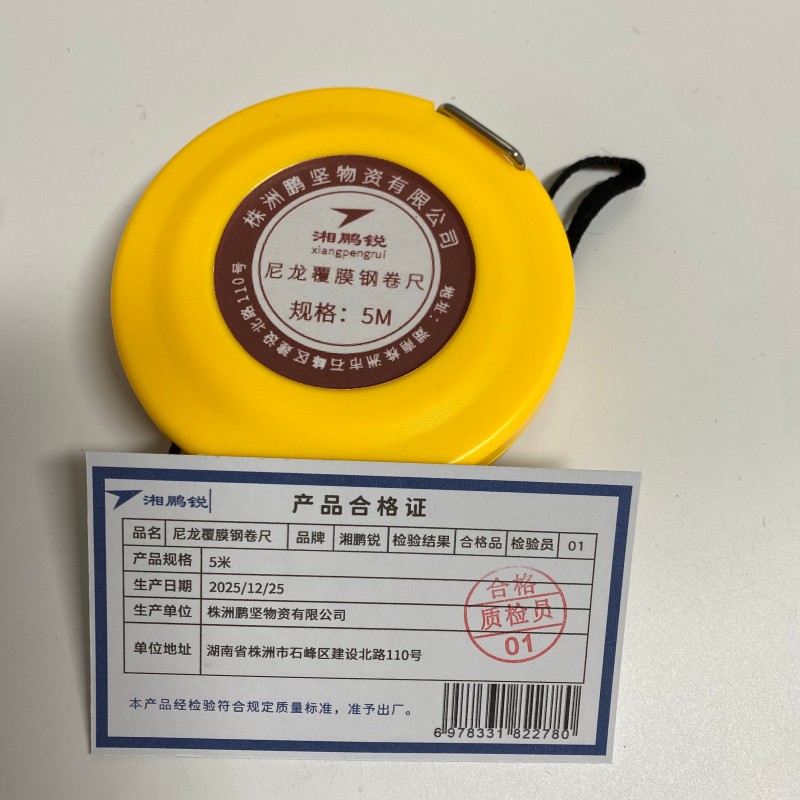 株洲鹏坚物资有限公司
湘鹏锐
xiangpengrui
尼龙覆膜钢卷尺
规格：5M
地址：湖南株洲市石峰区建设北路110号
湘鹏锐
产品合格证
品名 尼龙覆膜钢卷尺 品牌 湘鹏锐 检验结果 合格品 检验员 01
产品规格 5米
生产日期 2025/12/25
生产单位 株洲鹏坚物资有限公司
单位地址 湖南省株洲市石峰区建设北路110号
合格
质检员
01
本产品经检验符合规定质量标准，准予出厂。
6 978331 822780